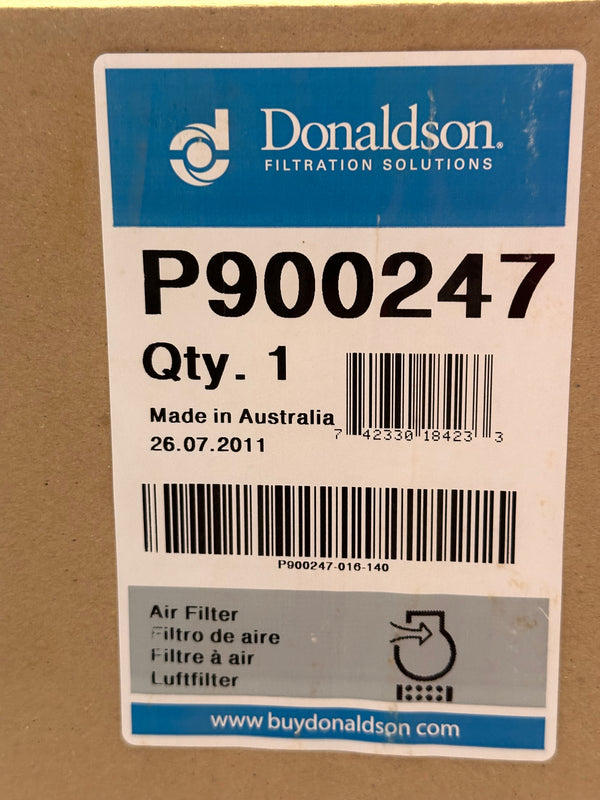 Donaldson®
FILTRATION SOLUTIONS
P900247
Qty. 1
Made in Australia
26.07.2011
7 42330 18423 3
P900247-016-140
Air Filter
Filtro de aire
Filtre à air
Luftfilter
www.buydonaldson.com